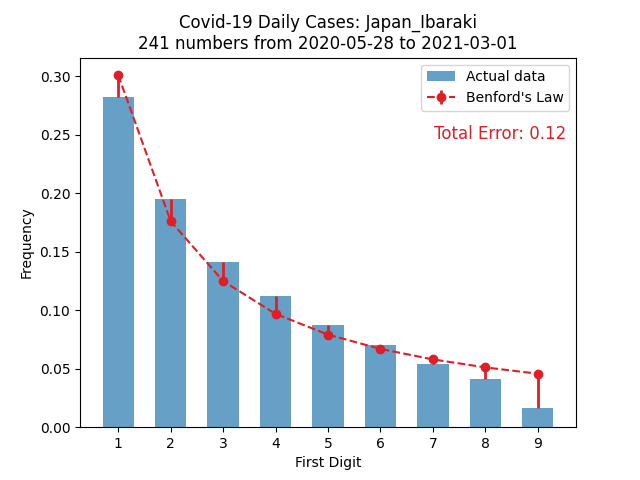 Covid-19 Daily Cases: Japan_Ibaraki
241 numbers from 2020-05-28 to 2021-03-01
Actual data
Benford's Law
Total Error: 0.12
Frequency
0.30
0.25
0.20
0.15
0.10
0.05
0.00
1 2 3 4 5 6 7 8 9
First Digit